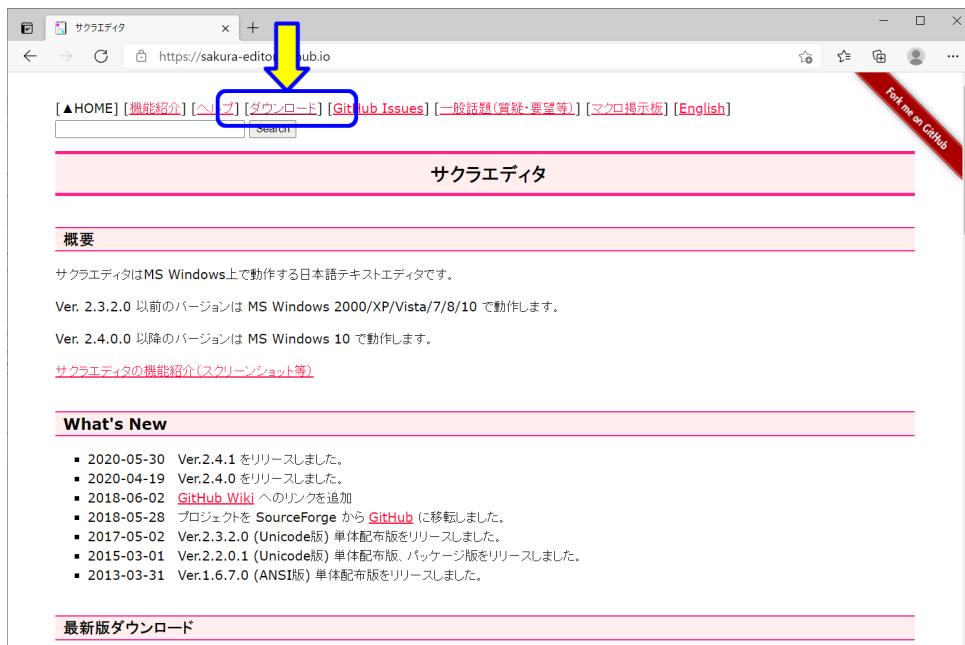 サクラエディタ
https://sakura-editor hub.io
[▲HOME] [機能紹介] [ヘルプ] [ダウンロード] [GitHub Issues] [一般話題(質疑・要望等)] [マクロ掲示板] [English]
Search
Fork me on GitHub
サクラエディタ
概要
サクラエディタはMS Windows上で動作する日本語テキストエディタです。
Ver. 2.3.2.0 以前のバージョンは MS Windows 2000/XP/Vista/7/8/10 で動作します。
Ver. 2.4.0.0 以降のバージョンは MS Windows 10 で動作します。
サクラエディタの機能紹介(スクリーンショット等)
What's New
▪ 2020-05-30 Ver.2.4.1 をリリースしました。
▪ 2020-04-19 Ver.2.4.0 をリリースしました。
▪ 2018-06-02 GitHub Wiki へのリンクを追加
▪ 2018-05-28 プロジェクトを SourceForge から GitHub に移転しました。
▪ 2017-05-02 Ver.2.3.2.0 (Unicode版) 単体配布版をリリースしました。
▪ 2015-03-01 Ver.2.2.0.1 (Unicode版) 単体配布版、パッケージ版をリリースしました。
▪ 2013-03-31 Ver.1.6.7.0 (ANSI版) 単体配布版をリリースしました。
最新版ダウンロード